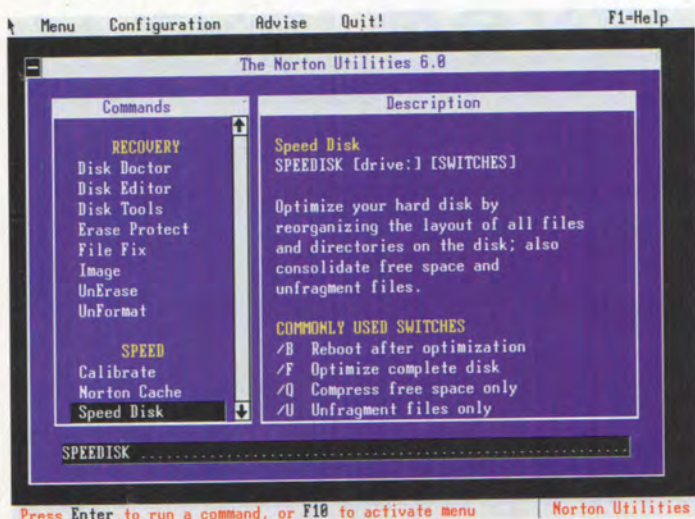 Menu Configuration Advise Quit! F1=Help
The Norton Utilities 6.0
Commands
RECOVERY
Disk Doctor
Disk Editor
Disk Tools
Erase Protect
File Fix
Image
UnErase
UnFormat
SPEED
Calibrate
Norton Cache
Speed Disk
Description
Speed Disk
SPEEDISK [drive:] [SWITCHES]
Optimize your hard disk by
reorganizing the layout of all files
and directories on the disk; also
consolidate free space and
unfragment files.
COMMONLY USED SWITCHES
/B Reboot after optimization
/F Optimize complete disk
/Q Compress free space only
/U Unfragment files only
SPEEDISK
Press Enter to run a command, or F10 to activate menu
Norton Utilities